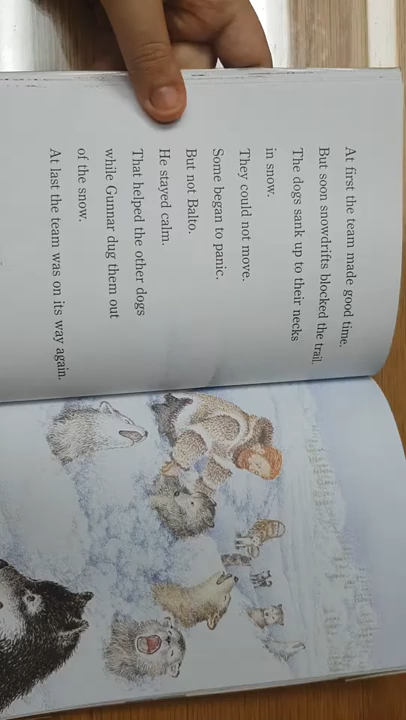 At first the team made good time.
But soon snowdrifts blocked the trail.
The dogs sank up to their necks
in snow.
They could not move.
Some began to panic.
But not Balto.
He stayed calm.
That helped the other dogs
while Gunnar dug them out
of the snow.
At last the team was on its way again.